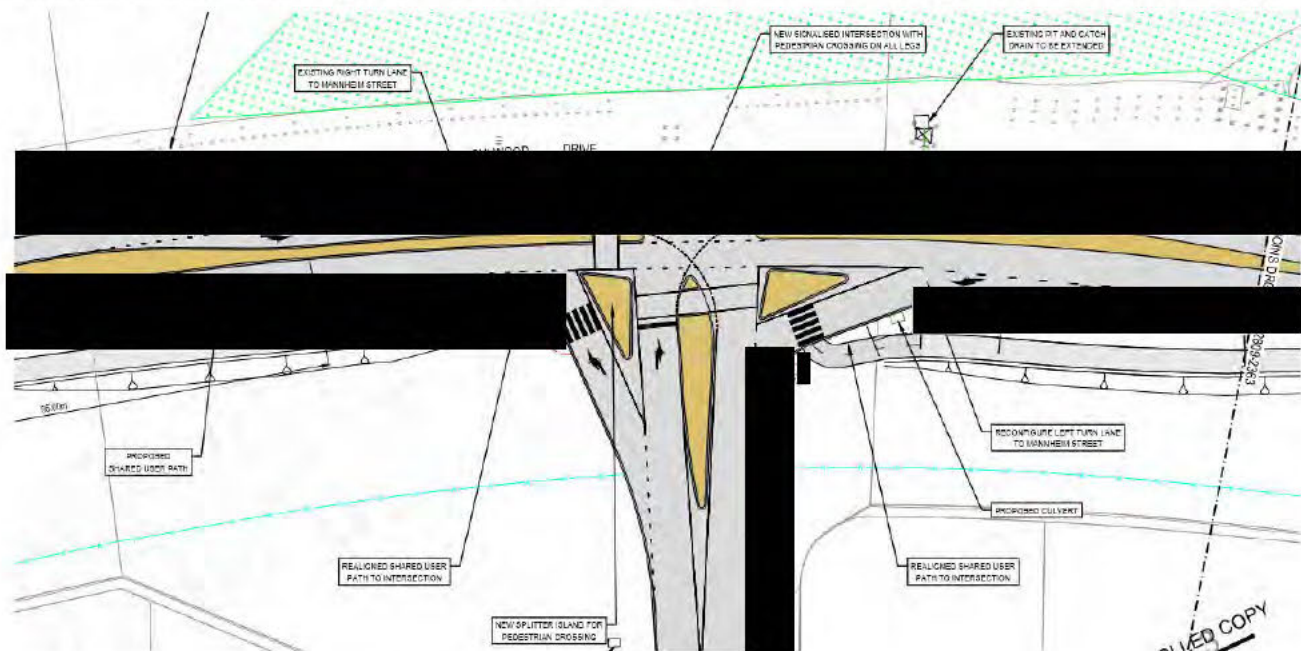 NEW SIGNALISED INTERSECTION WITH
PEDESTRIAN CROSSING ON ALL LEGS
EXISTING PIT AND CATCH
DRAIN TO BE EXTENDED
EXISTING RIGHT TURN LANE
TO MANNHEIM STREET
DRIVE
2809-2363
RECONFIGURE LEFT TURN LANE
TO MANNHEIM STREET
PROPOSED
SHARED USER PATH
PROPOSED CULVERT
REALIGNED SHARED USER
PATH TO INTERSECTION
REALIGNED SHARED USER
PATH TO INTERSECTION
NEW SPLITTER ISLAND FOR
PEDESTRIAN CROSSING
COPY